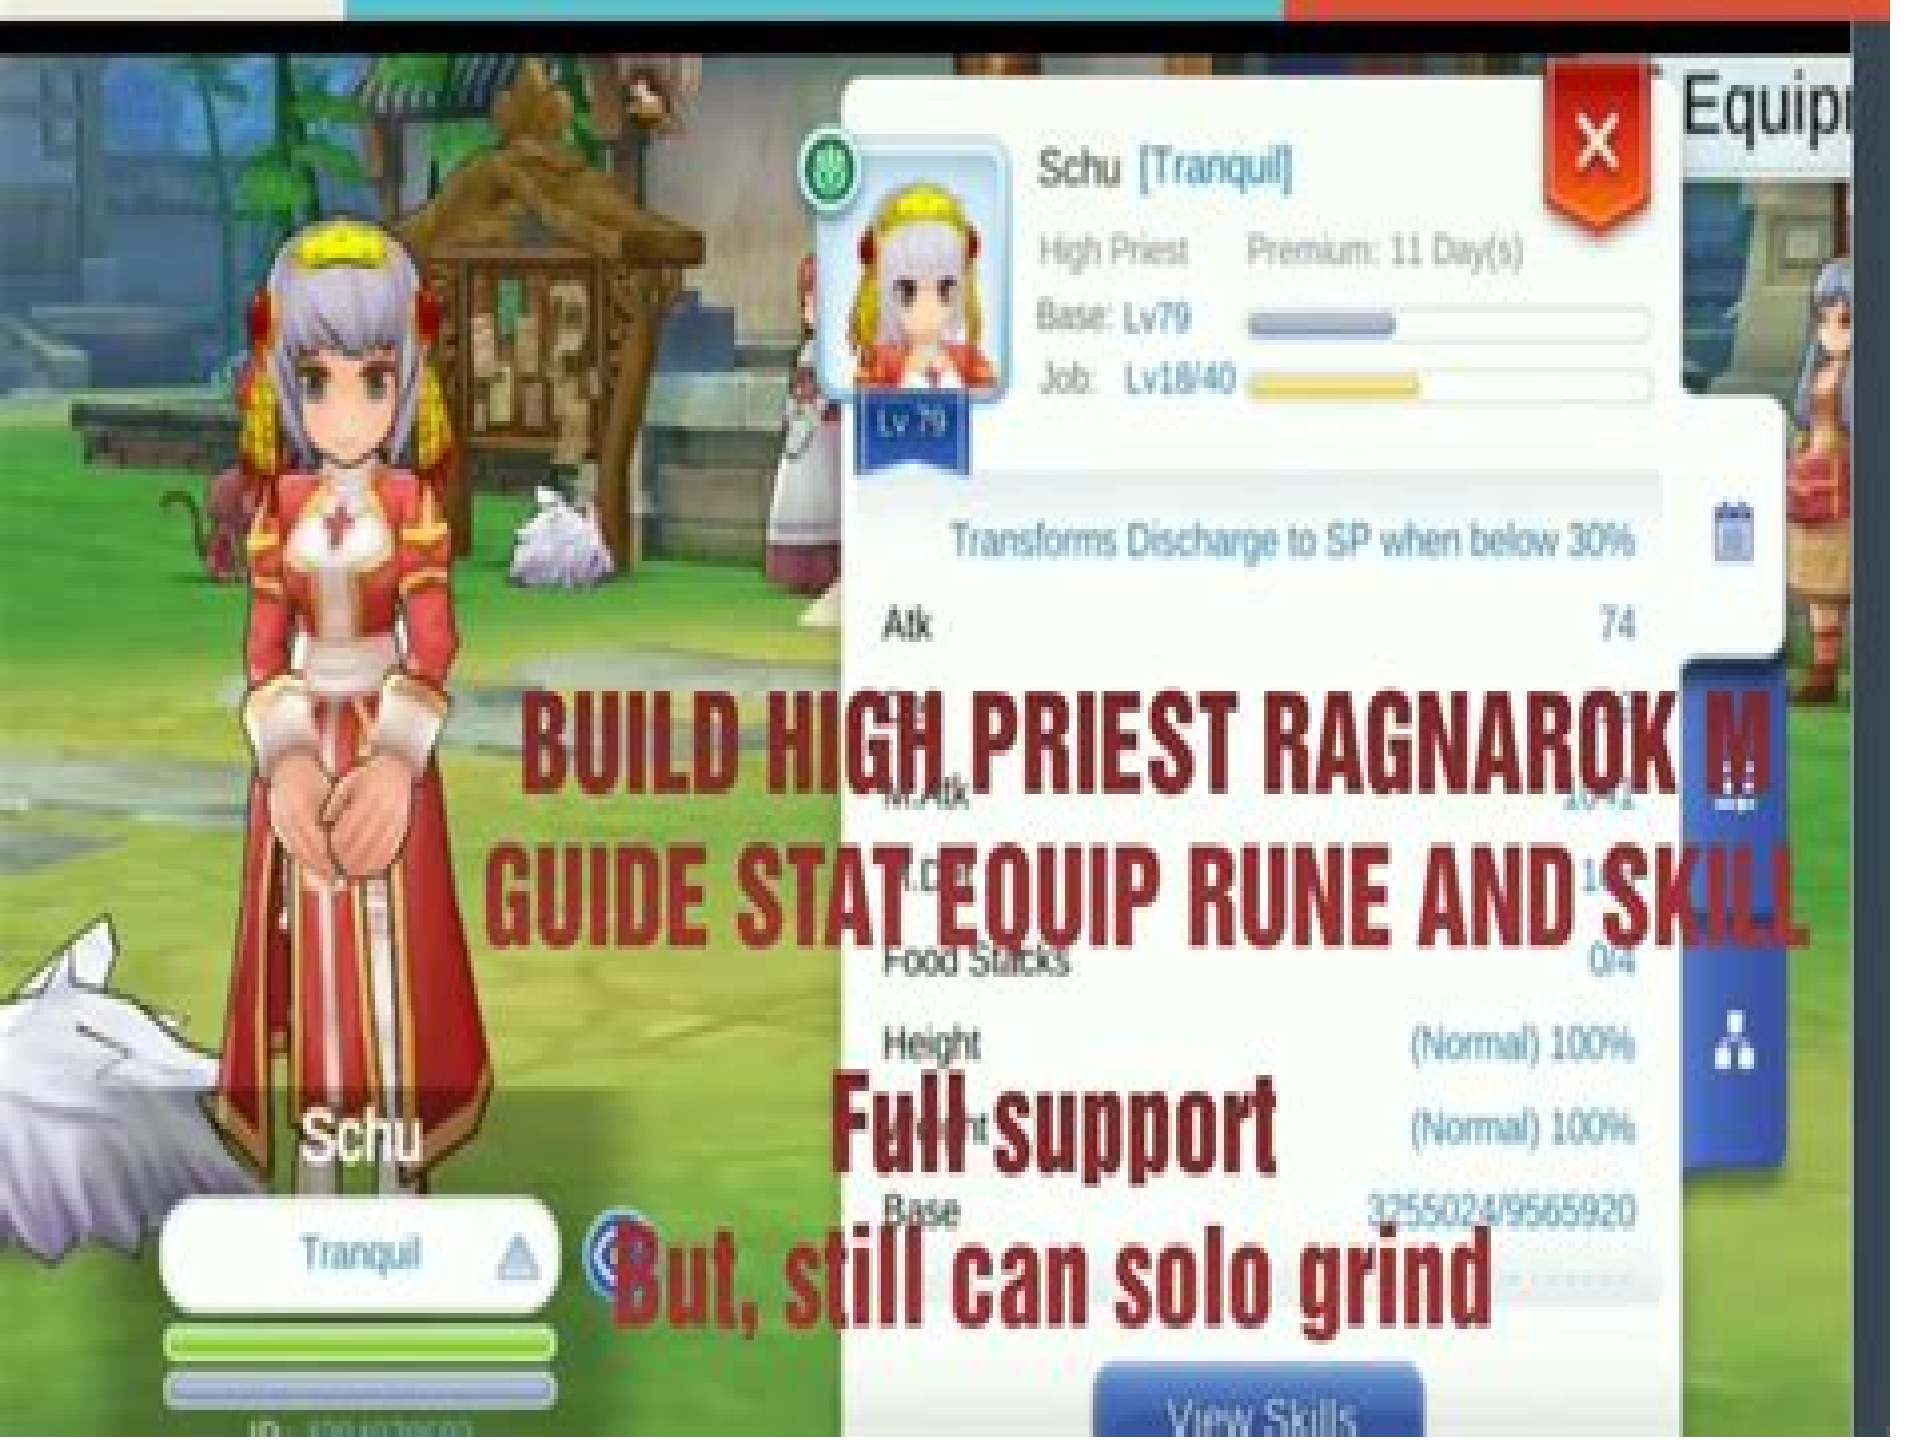 Equip
X
Schu [Tranquil]
High Priest Premium: 11 Day(s)
Base: Lv79
Job: Lv18/40
Lv 79
Transforms Discharge to SP when below 30%
Atk 74
BUILD HIGH PRIEST RAGNAROK M
M.Atk
GUIDE STAT EQUIP RUNE AND SKILL
Food Stacks 0/4
Height (Normal) 100%
Full support
(Normal) 100%
Schu
Base 3255024/9565920
Tranquil
But, still can solo grind
View Skills